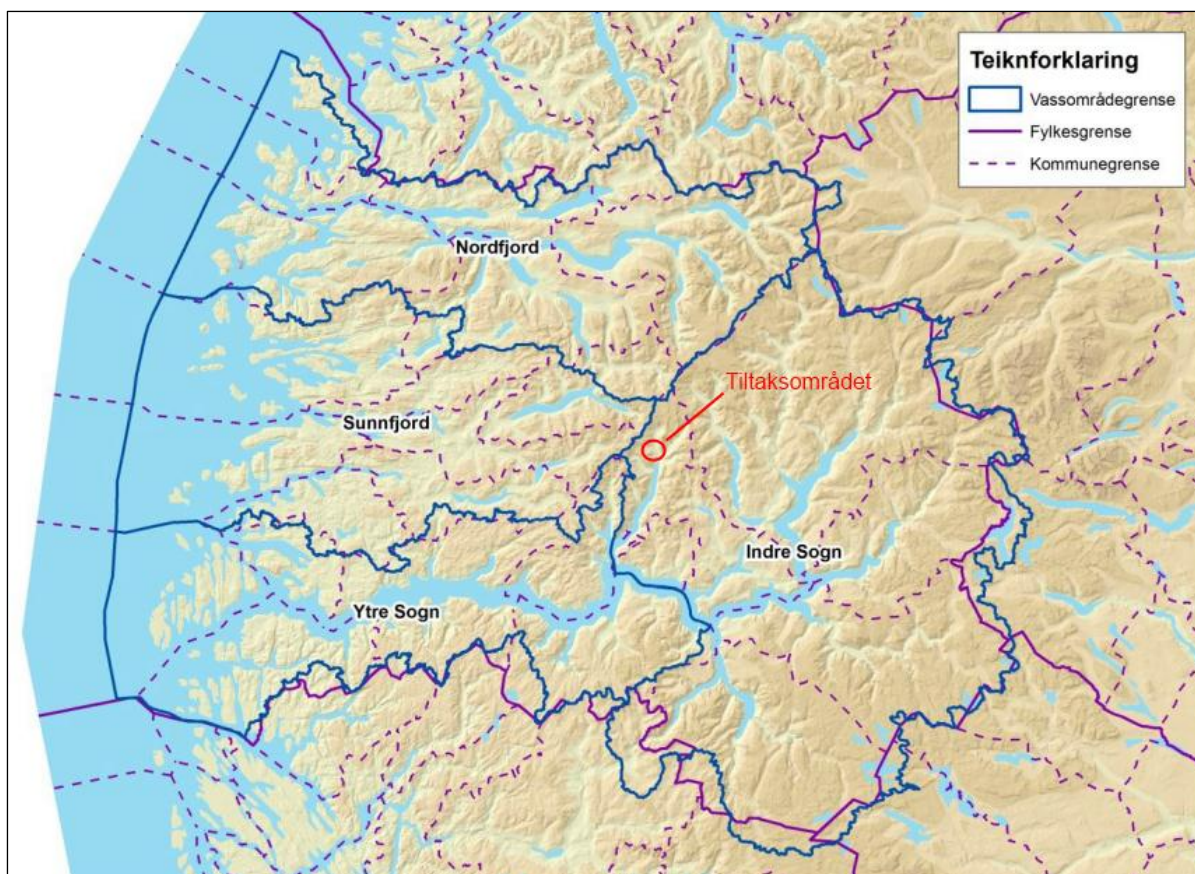 Teiknforklaring
Vassområdegrense
Fylkesgrense
Kommunegrense
Nordfjord
Tiltaksområdet
Sunnfjord
Indre Sogn
Ytre Sogn